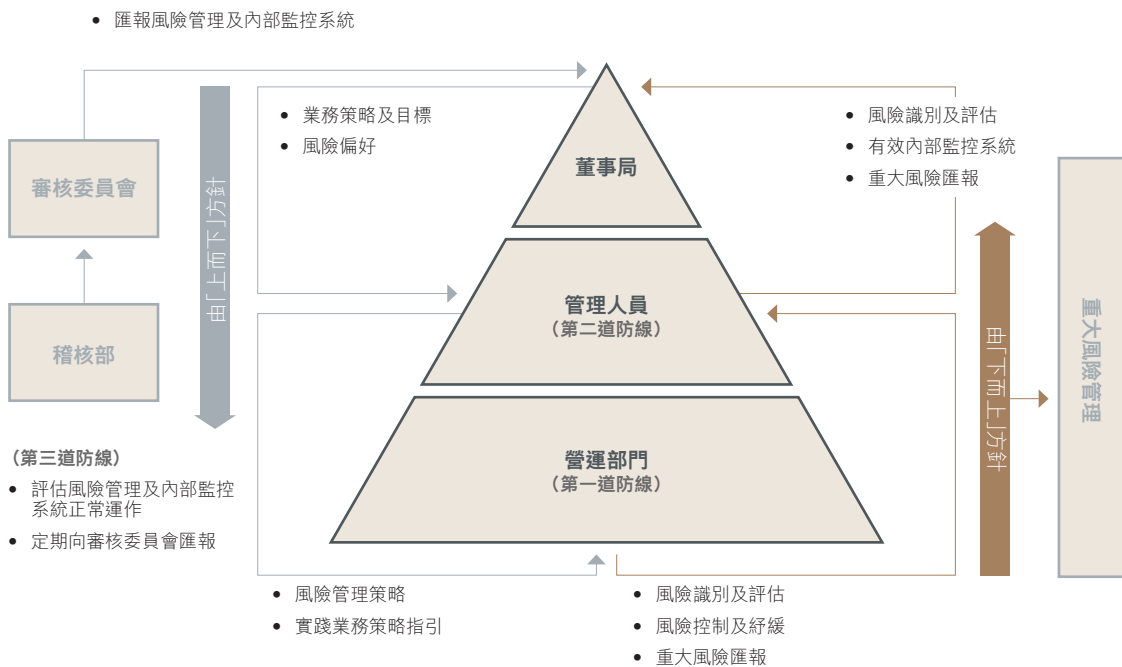 • 匯報風險管理及內部監控系統
• 業務策略及目標
• 風險偏好
• 風險識別及評估
• 有效內部監控系統
• 重大風險匯報
董事局
審核委員會
由「上而下」方針
管理人員
（第二道防線）
稽核部
由「下而上」方針
重大風險管理
營運部門
（第一道防線）
（第三道防線）
• 評估風險管理及內部監控
系統正常運作
• 定期向審核委員會匯報
• 風險管理策略
• 實踐業務策略指引
• 風險識別及評估
• 風險控制及紓緩
• 重大風險匯報